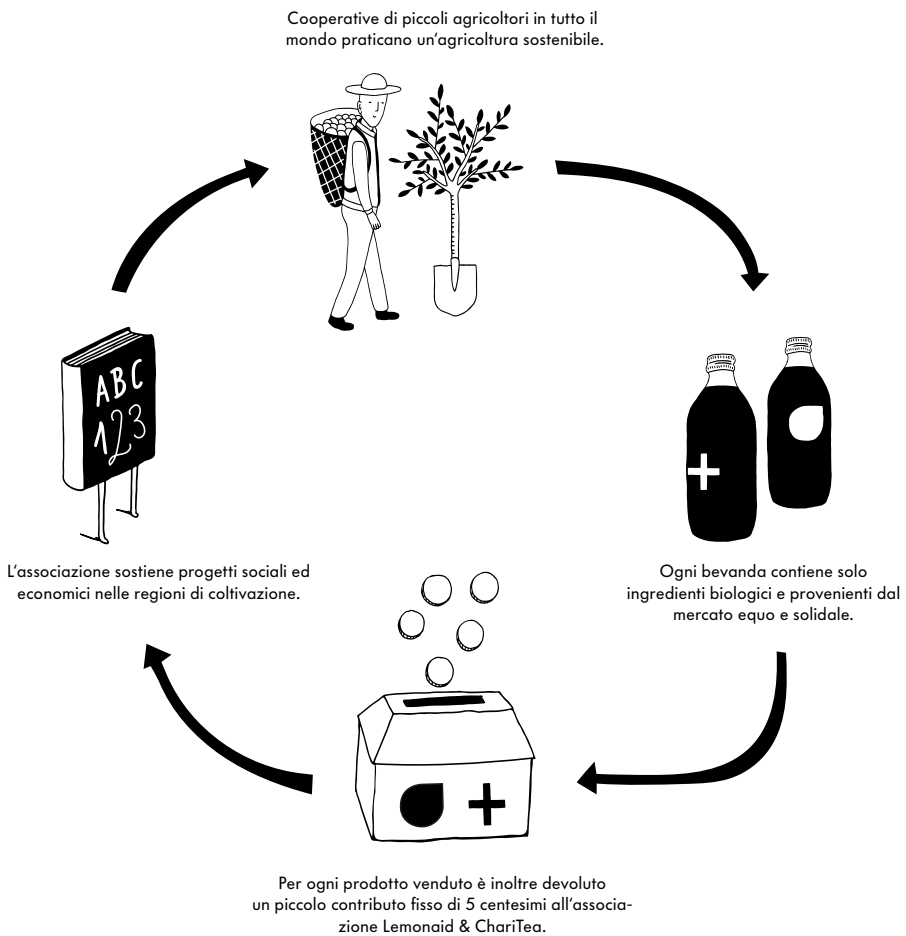 Cooperative di piccoli agricoltori in tutto il
mondo praticano un'agricoltura sostenibile.
ABC
123
L'associazione sostiene progetti sociali ed
economici nelle regioni di coltivazione.
Ogni bevanda contiene solo
ingredienti biologici e provenienti dal
mercato equo e solidale.
Per ogni prodotto venduto è inoltre devoluto
un piccolo contributo fisso di 5 centesimi all'associa-
zione Lemonaid & ChariTea.